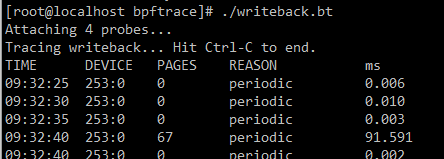 [root@localhost bpftrace]# ./writeback.bt
Attaching 4 probes...
Tracing writeback... Hit Ctrl-C to end.
TIME DEVICE PAGES REASON ms
09:32:25 253:0 0 periodic 0.006
09:32:30 253:0 0 periodic 0.010
09:32:35 253:0 0 periodic 0.003
09:32:40 253:0 67 periodic 91.591
09:32:40 253:0 0 periodic 0.002